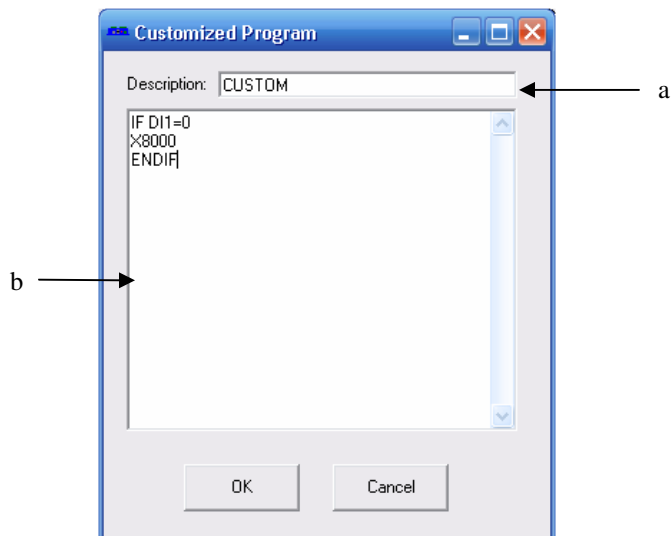 Customized Program
Description: CUSTOM
a
IF DI1=0
X8000
ENDIF
b
OK Cancel